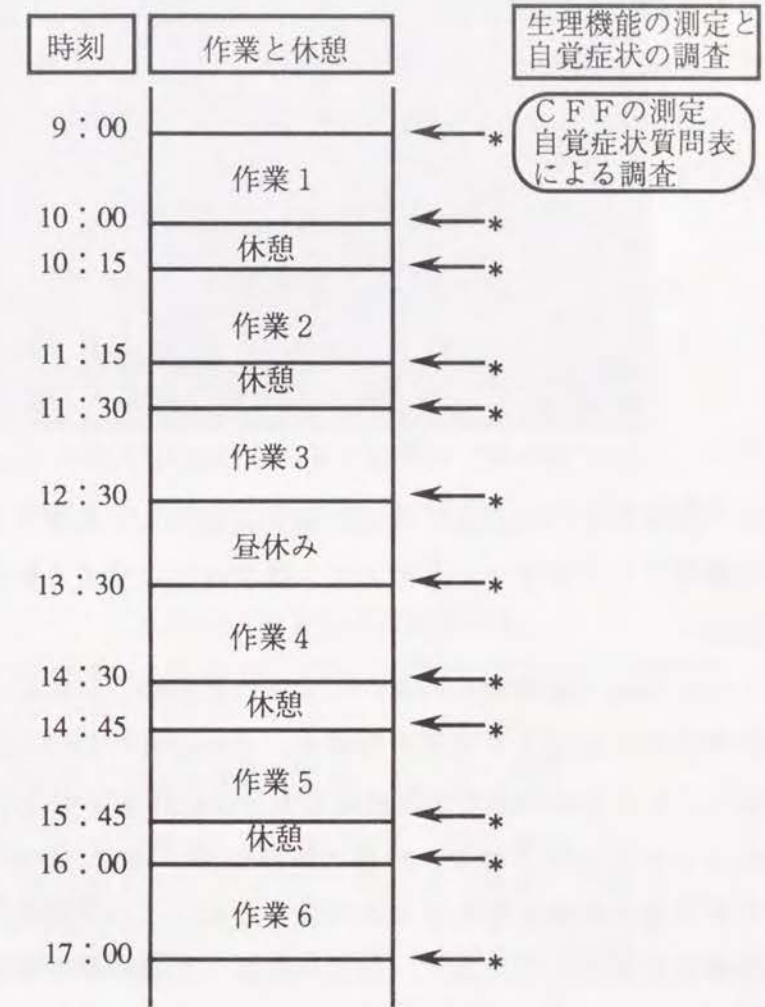 時刻
作業と休憩
生理機能の測定と
自覚症状の調査
9：00
*
ＣＦＦの測定
自覚症状質問表
による調査
作業1
10：00
*
休憩
10：15
*
作業2
11：15
*
休憩
11：30
*
作業3
12：30
*
昼休み
13：30
*
作業4
14：30
*
休憩
14：45
*
作業5
15：45
*
休憩
16：00
*
作業6
17：00
*